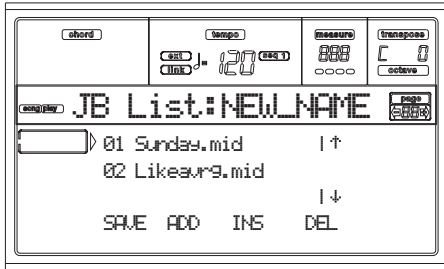 chord tempo measure transpose
ext link ♩= 120 seq 1 888 C 0
octave
song play JB List:NEW_NAME page
01 Sunday.mid |↑
02 Likeavrg.mid
|↓
SAVE ADD INS DEL